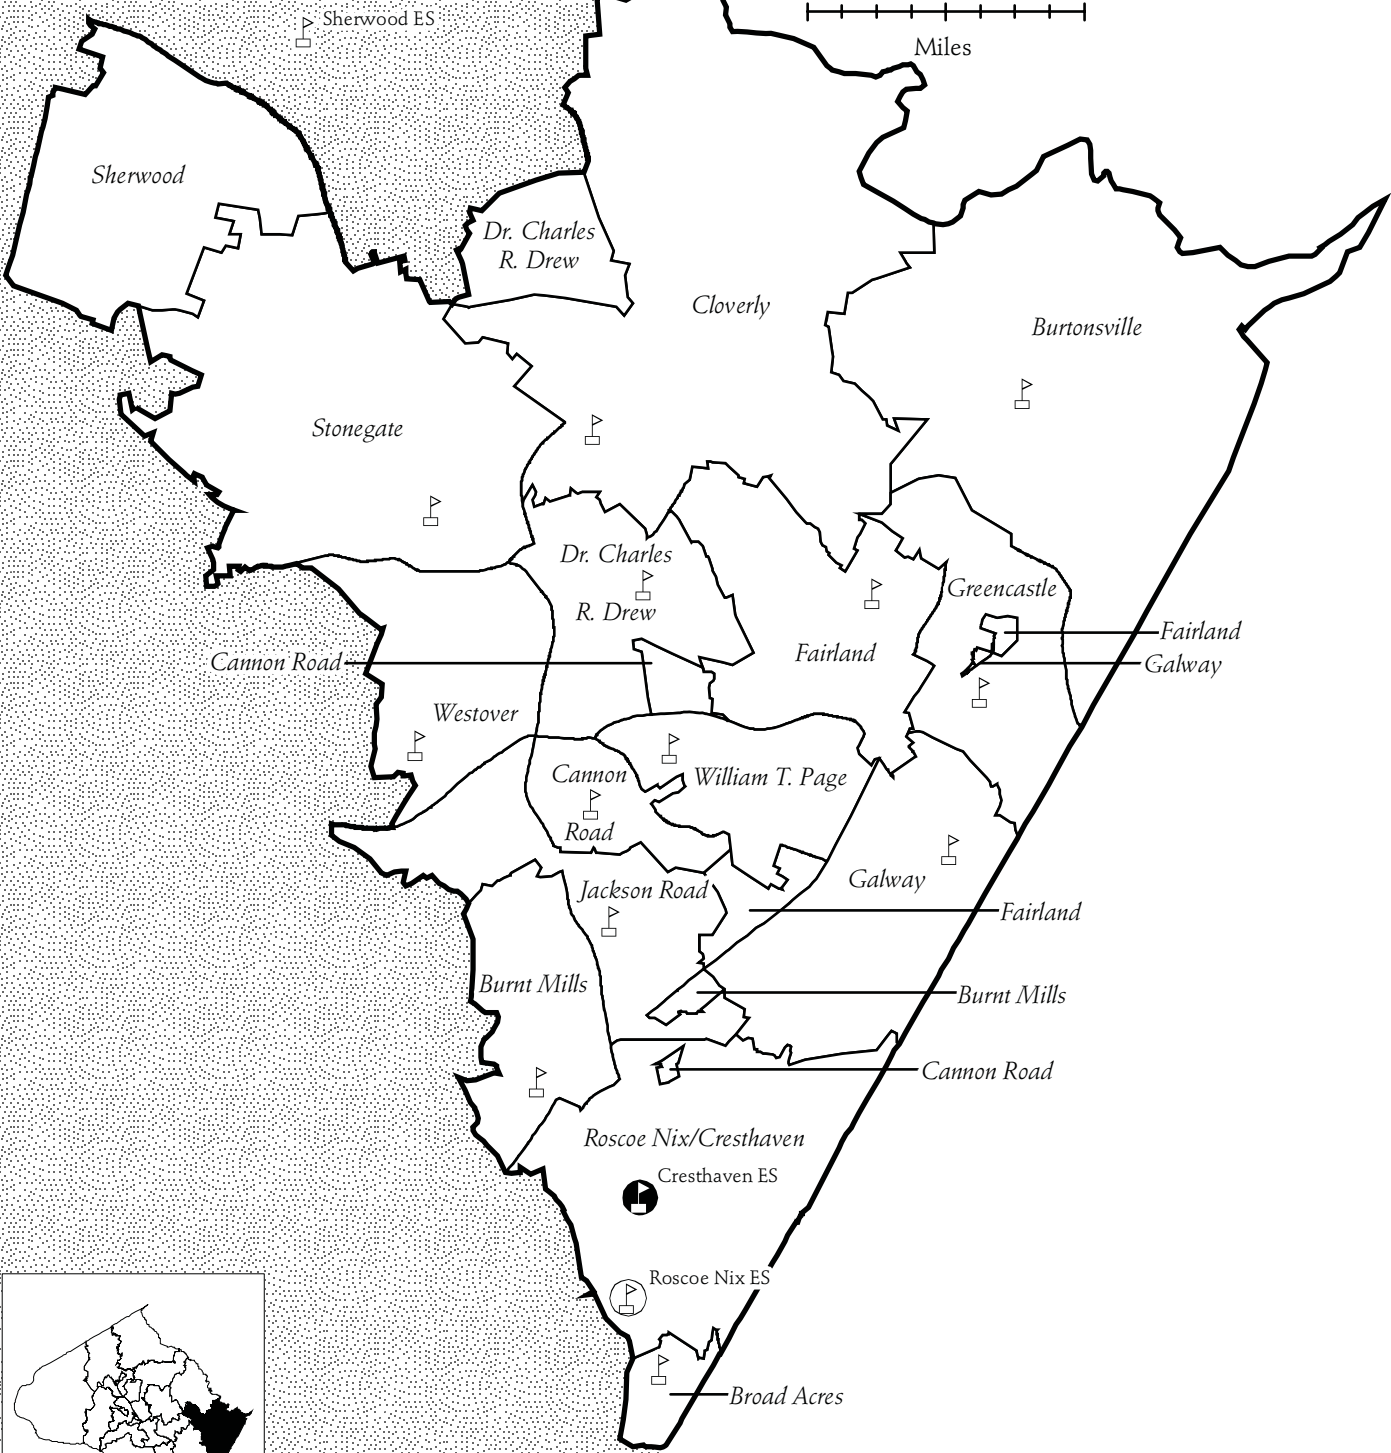 Sherwood ES
Miles
Sherwood
Dr. Charles
R. Drew
Cloverly
Burtonsville
Stonegate
Dr. Charles
R. Drew
Greencastle
Fairland
Fairland
Cannon Road
Galway
Westover
Cannon
Road
William T. Page
Galway
Jackson Road
Fairland
Burnt Mills
Burnt Mills
Cannon Road
Roscoe Nix/Cresthaven
Cresthaven ES
Roscoe Nix ES
Broad Acres